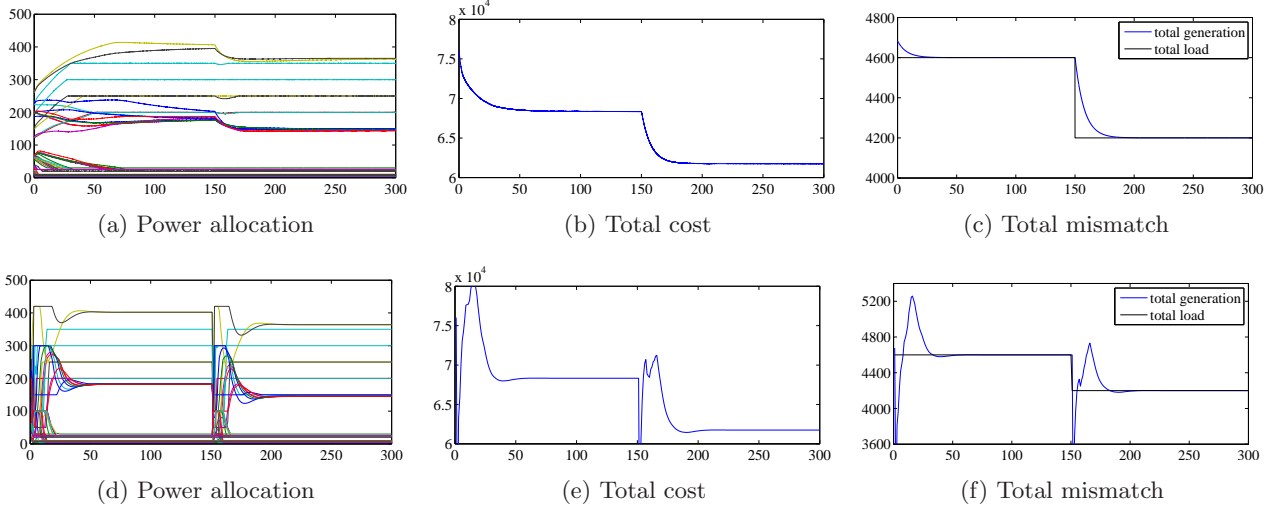 500
400
300
200
100
0
0 50 100 150 200 250 300
(a) Power allocation
8 x 10^4
7.5
7
6.5
6
0 50 100 150 200 250 300
(b) Total cost
4800
4600
4400
4200
4000
0 50 100 150 200 250 300
total generation
total load
(c) Total mismatch
500
400
300
200
100
0
0 50 100 150 200 250 300
(d) Power allocation
8 x 10^4
7.5
7
6.5
6
0 50 100 150 200 250 300
(e) Total cost
5200
4800
4400
4000
3600
0 50 100 150 200 250 300
total generation
total load
(f) Total mismatch